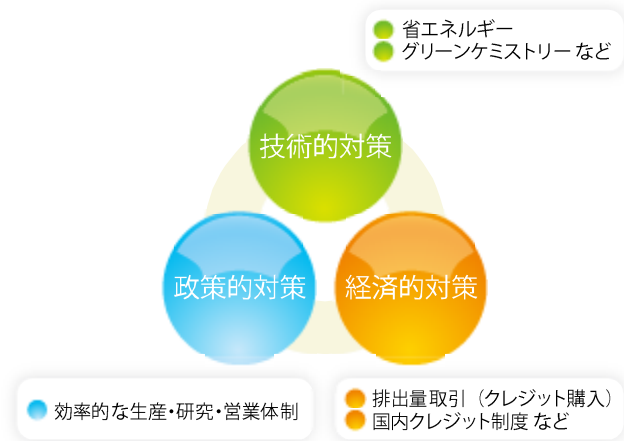 省エネルギー
グリーンケミストリー など
技術的対策
政策的対策
経済的対策
効率的な生産・研究・営業体制
排出量取引（クレジット購入）
国内クレジット制度 など